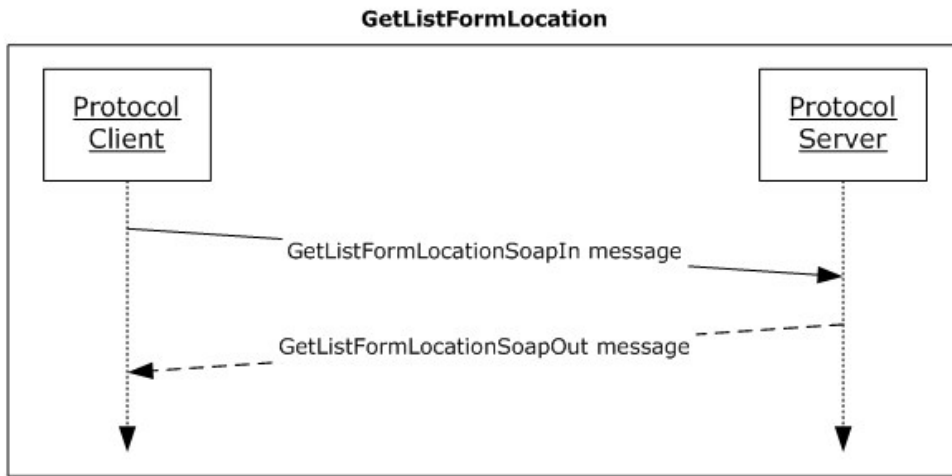 GetListFormLocation
Protocol
Client
Protocol
Server
GetListFormLocationSoapIn message
GetListFormLocationSoapOut message